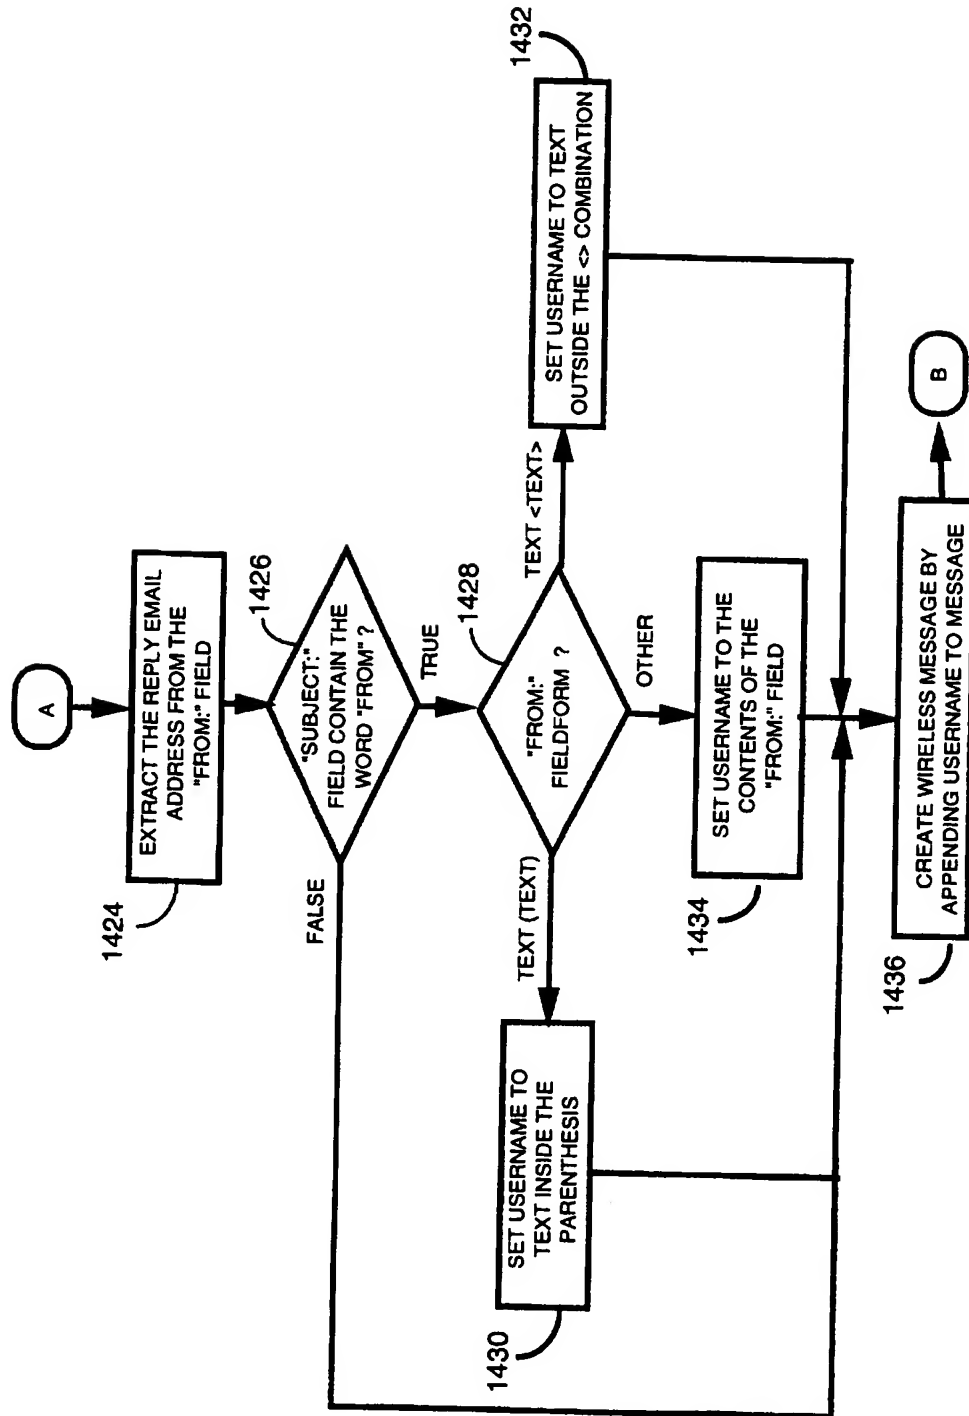 A
1424
EXTRACT THE REPLY EMAIL
ADDRESS FROM THE
"FROM:" FIELD
1426
"SUBJECT:"
FIELD CONTAIN THE
WORD "FROM" ?
FALSE
TRUE
1428
"FROM:"
FIELDFORM ?
TEXT (TEXT)
TEXT <TEXT>
OTHER
1430
SET USERNAME TO
TEXT INSIDE THE
PARENTHESIS
1432
SET USERNAME TO TEXT
OUTSIDE THE <> COMBINATION
1434
SET USERNAME TO THE
CONTENTS OF THE
"FROM:" FIELD
1436
CREATE WIRELESS MESSAGE BY
APPENDING USERNAME TO MESSAGE
B